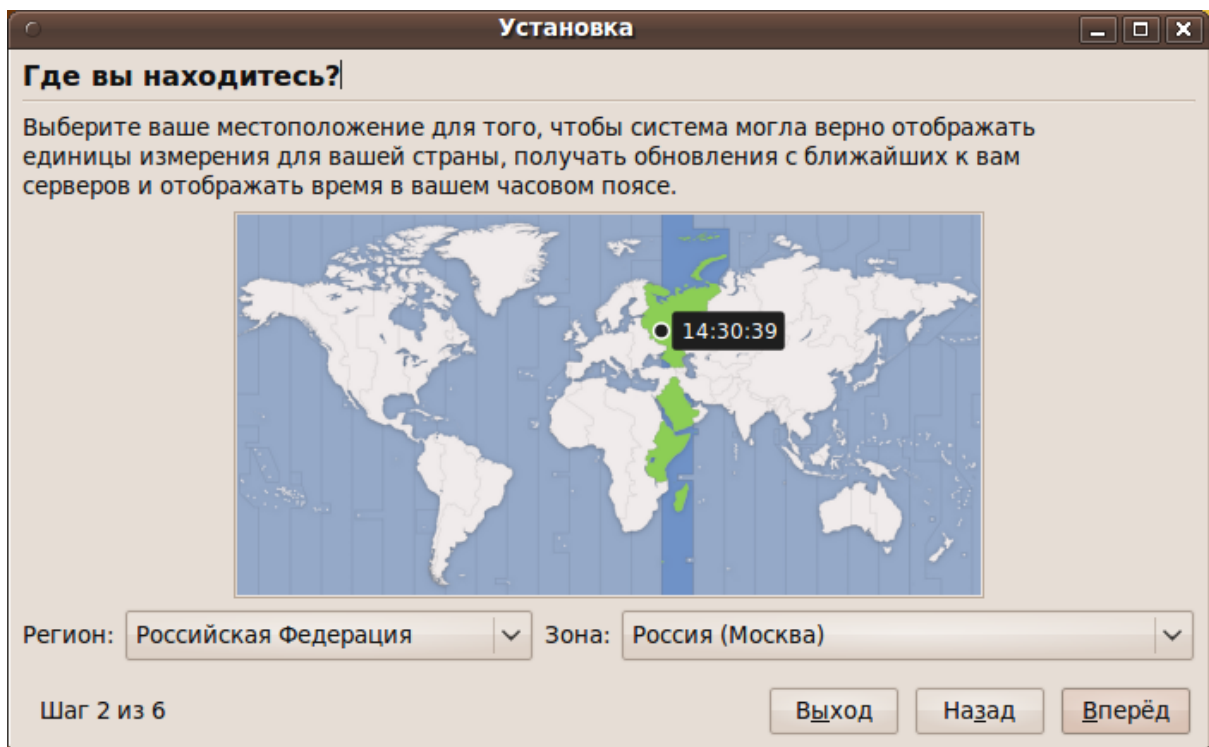 Установка
Где вы находитесь?
Выберите ваше местоположение для того, чтобы система могла верно отображать
единицы измерения для вашей страны, получать обновления с ближайших к вам
серверов и отображать время в вашем часовом поясе.
14:30:39
Регион: Российская Федерация Зона: Россия (Москва)
Шаг 2 из 6 Выход Назад Вперёд